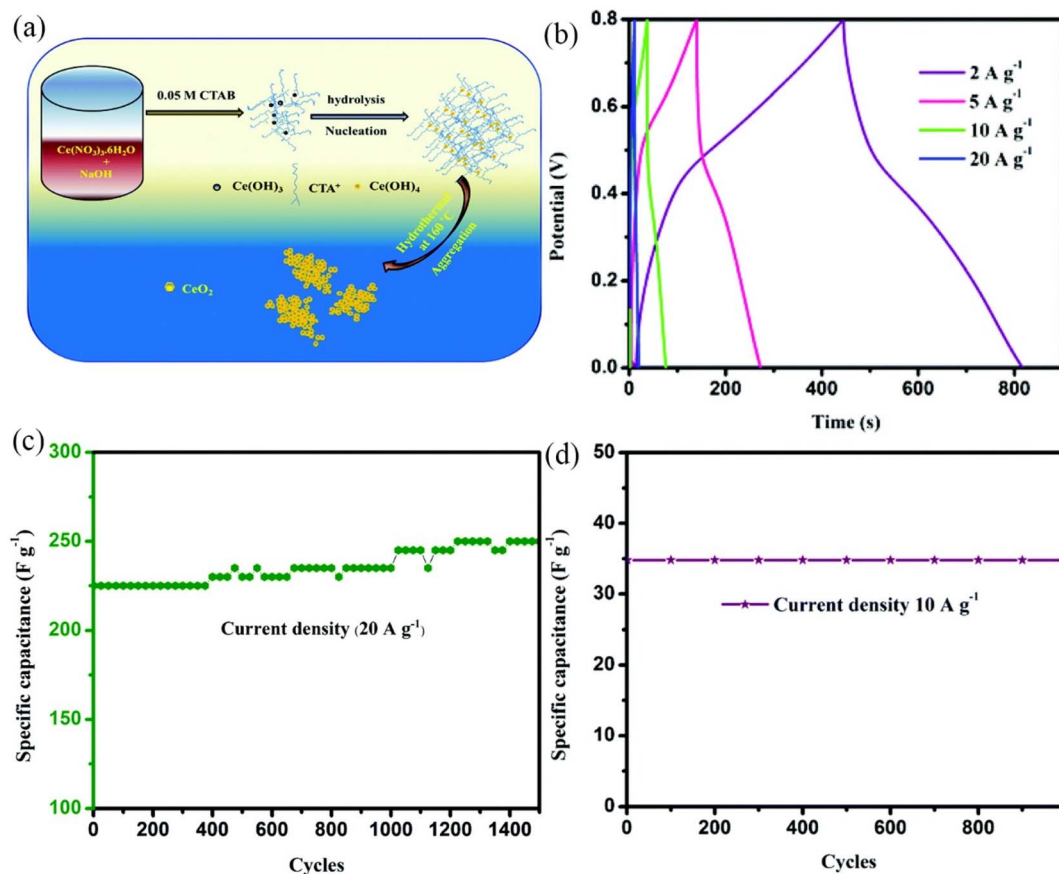 (a)
0.05 M CTAB
hydrolysis
Nucleation
Ce(NO₃)₃.6H₂O
+
NaOH
Ce(OH)₃
CTA⁺
Ce(OH)₄
Hydrothermal
at 160 °C
Aggregation
CeO₂
(b)
0.8
0.6
0.4
0.2
0.0
Potential (V)
2 A g⁻¹
5 A g⁻¹
10 A g⁻¹
20 A g⁻¹
0
200
400
600
800
Time (s)
(c)
300
250
200
150
100
Specific capacitance (F g⁻¹)
Current density (20 A g⁻¹)
0
200
400
600
800
1000
1200
1400
Cycles
(d)
50
40
30
20
10
0
Specific capacitance (F g⁻¹)
Current density 10 A g⁻¹
0
200
400
600
800
Cycles